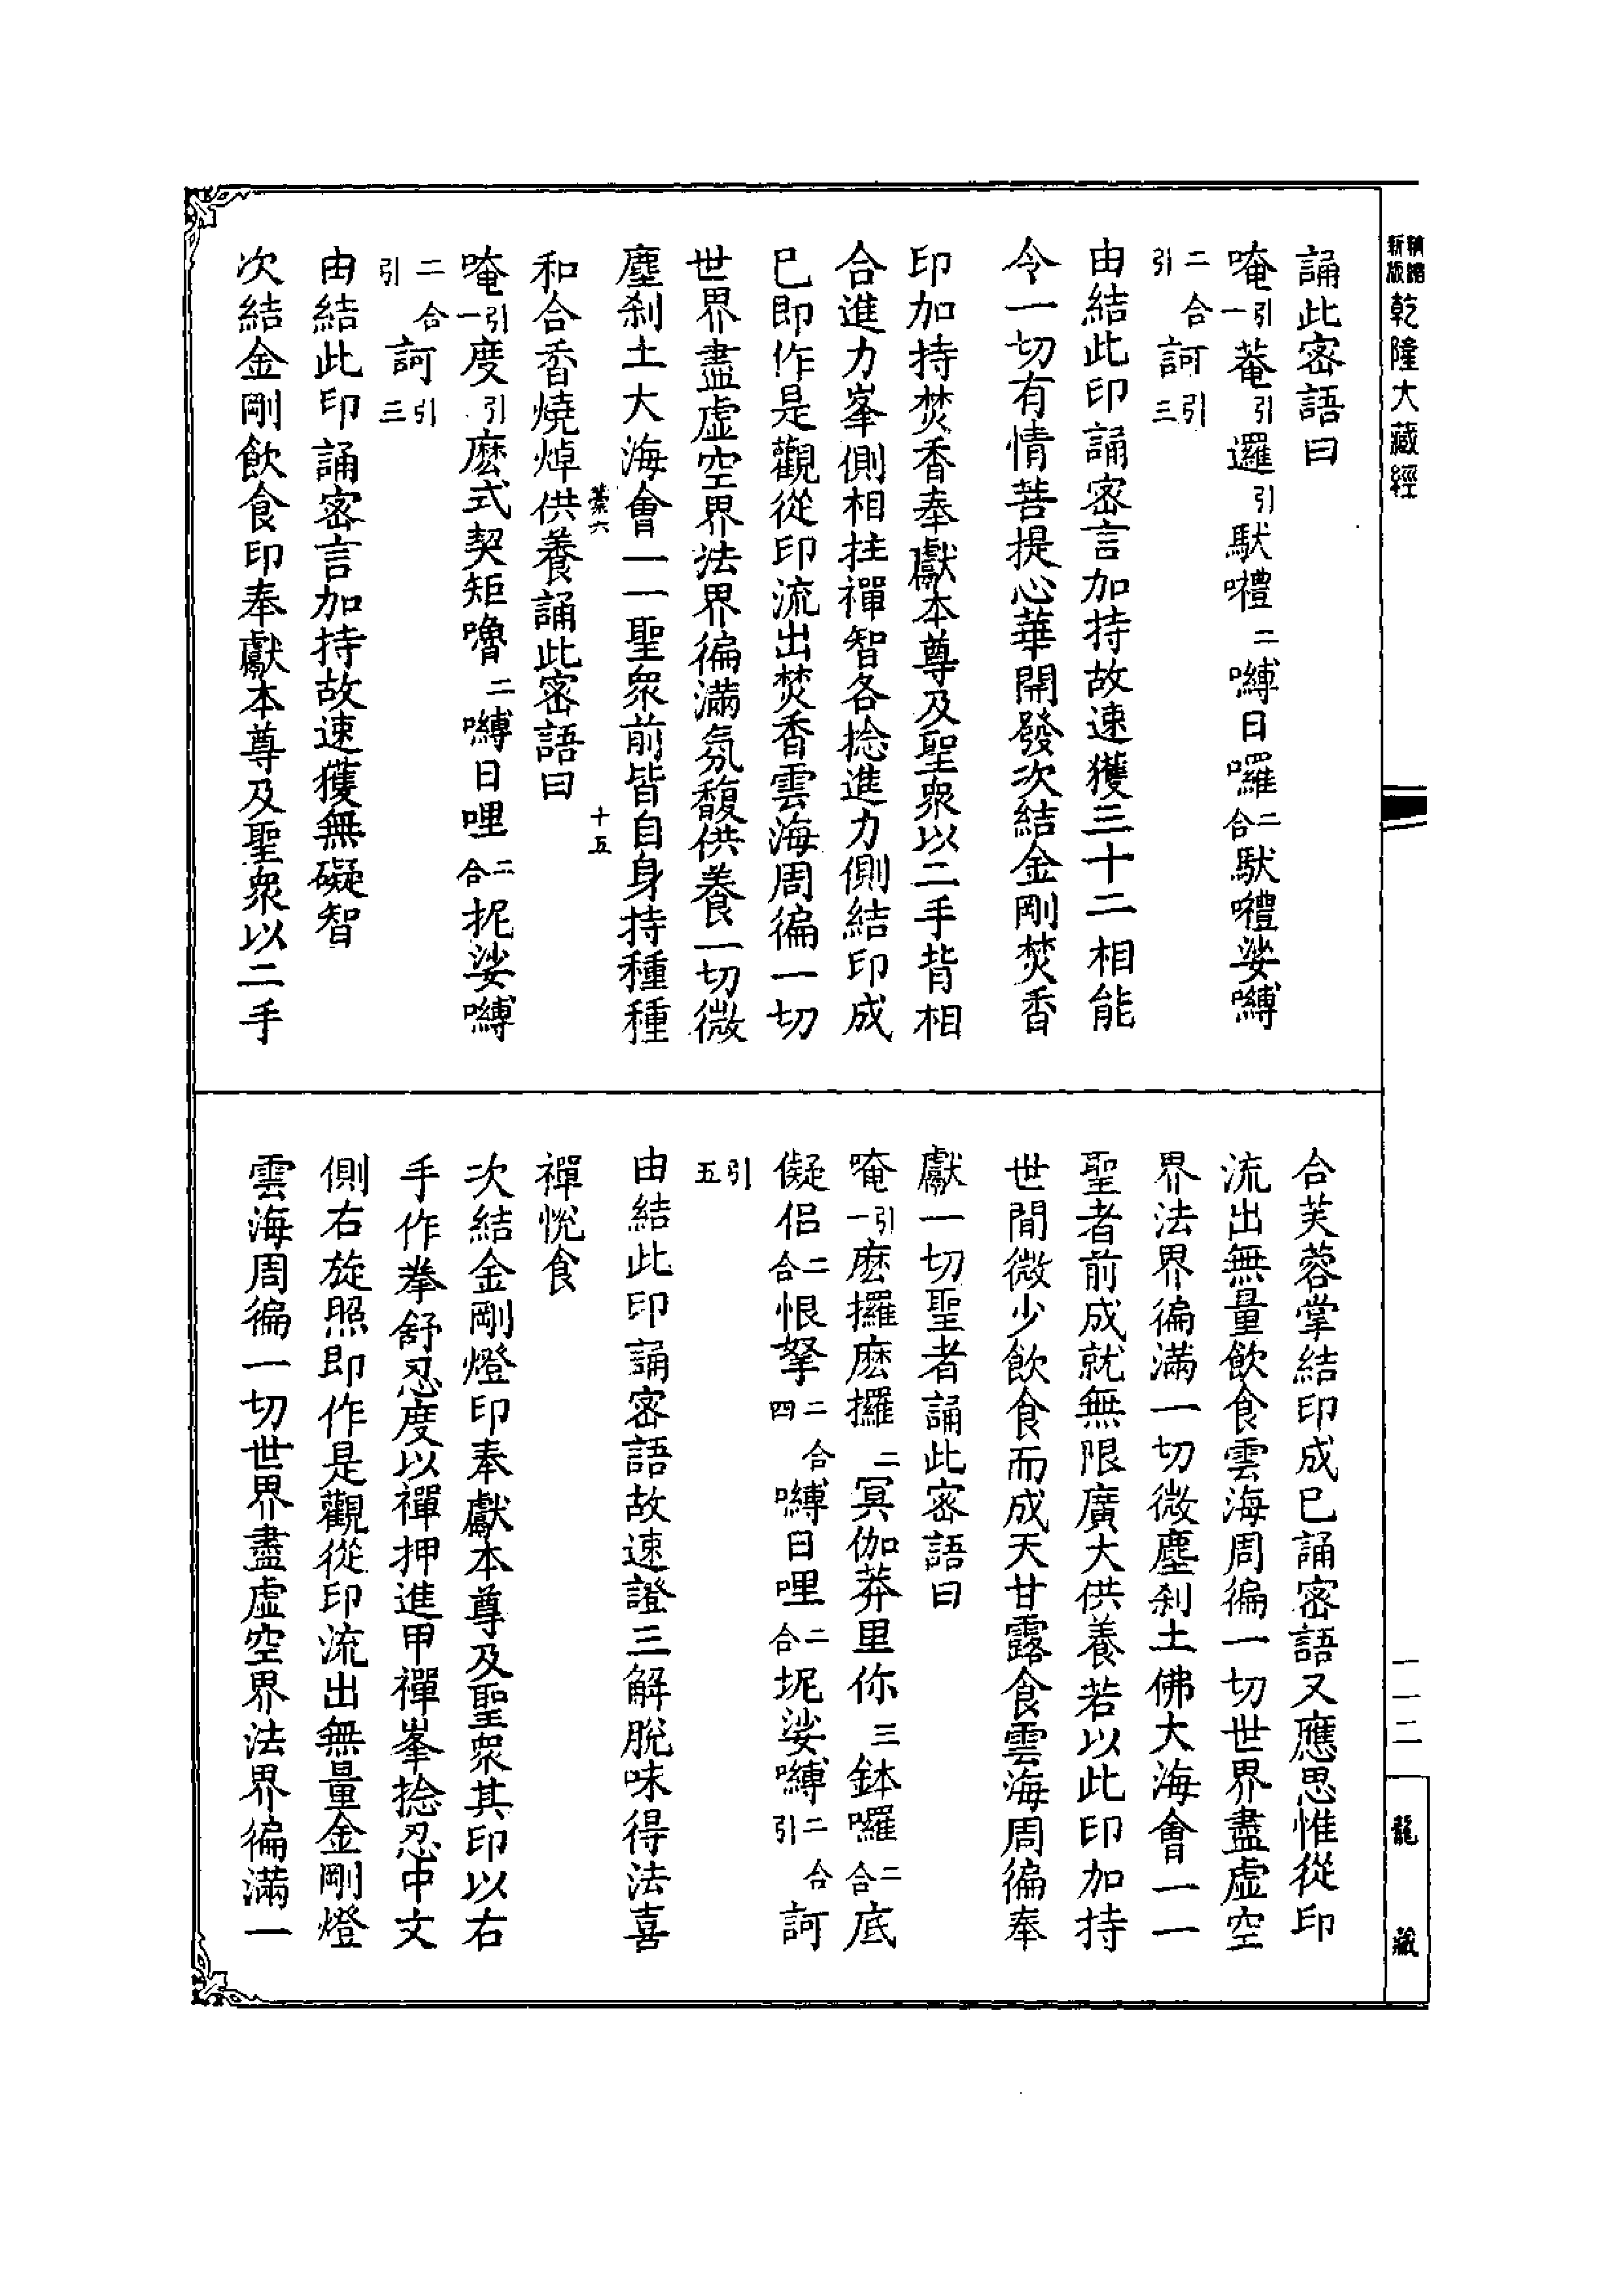 新版精縮乾隆大藏經
誦此密語曰
唵引一菴引邏引馱囕二嚩日囉二合馱禮娑嚩
二合引訶引三
由結此印誦密言加持故速獲三十二相能
令一切有情菩提心華開發次結金剛焚香
印加持焚香奉獻本尊及聖衆以二手背相
合進力峯側相拄禪智各捻進力側結印成
已即作是觀從印流出焚香雲海周徧一切
世界盡虛空界法界徧滿氛馥供養一切微
塵剎土大海會一一聖衆前皆自身持種種
和合香燒焯供養誦此密語曰
十五
唵引一度引麽式契矩嚕二嚩日哩二合抳娑嚩
二合引訶引三
由結此印誦密言加持故速獲無礙智
次結金剛飲食印奉獻本尊及聖衆以二手
合芙蓉掌結印成已誦密語又應思惟從印
流出無量飲食雲海周徧一切世界盡虛空
界法界徧滿一切微塵剎土佛大海會一一
聖者前成就無限廣大供養若以此印加持
世間微少飲食而成天甘露食雲海周徧奉
獻一切聖者誦此密語曰
唵引一麽攞麽攞二冥伽莽里你三鉢囉二合底
儗侶二合恨拏二合四嚩日哩二合坭娑嚩二合引訶
引五
由結此印誦密語故速證三解脫味得法喜
禪悅食
次結金剛燈印奉獻本尊及聖衆其印以右
手作拳舒忍度以禪押進甲禪峯捻忍中文
側右旋照即作是觀從印流出無量金剛燈
雲海周徧一切世界盡虛空界法界徧滿一
一一二
龍藏